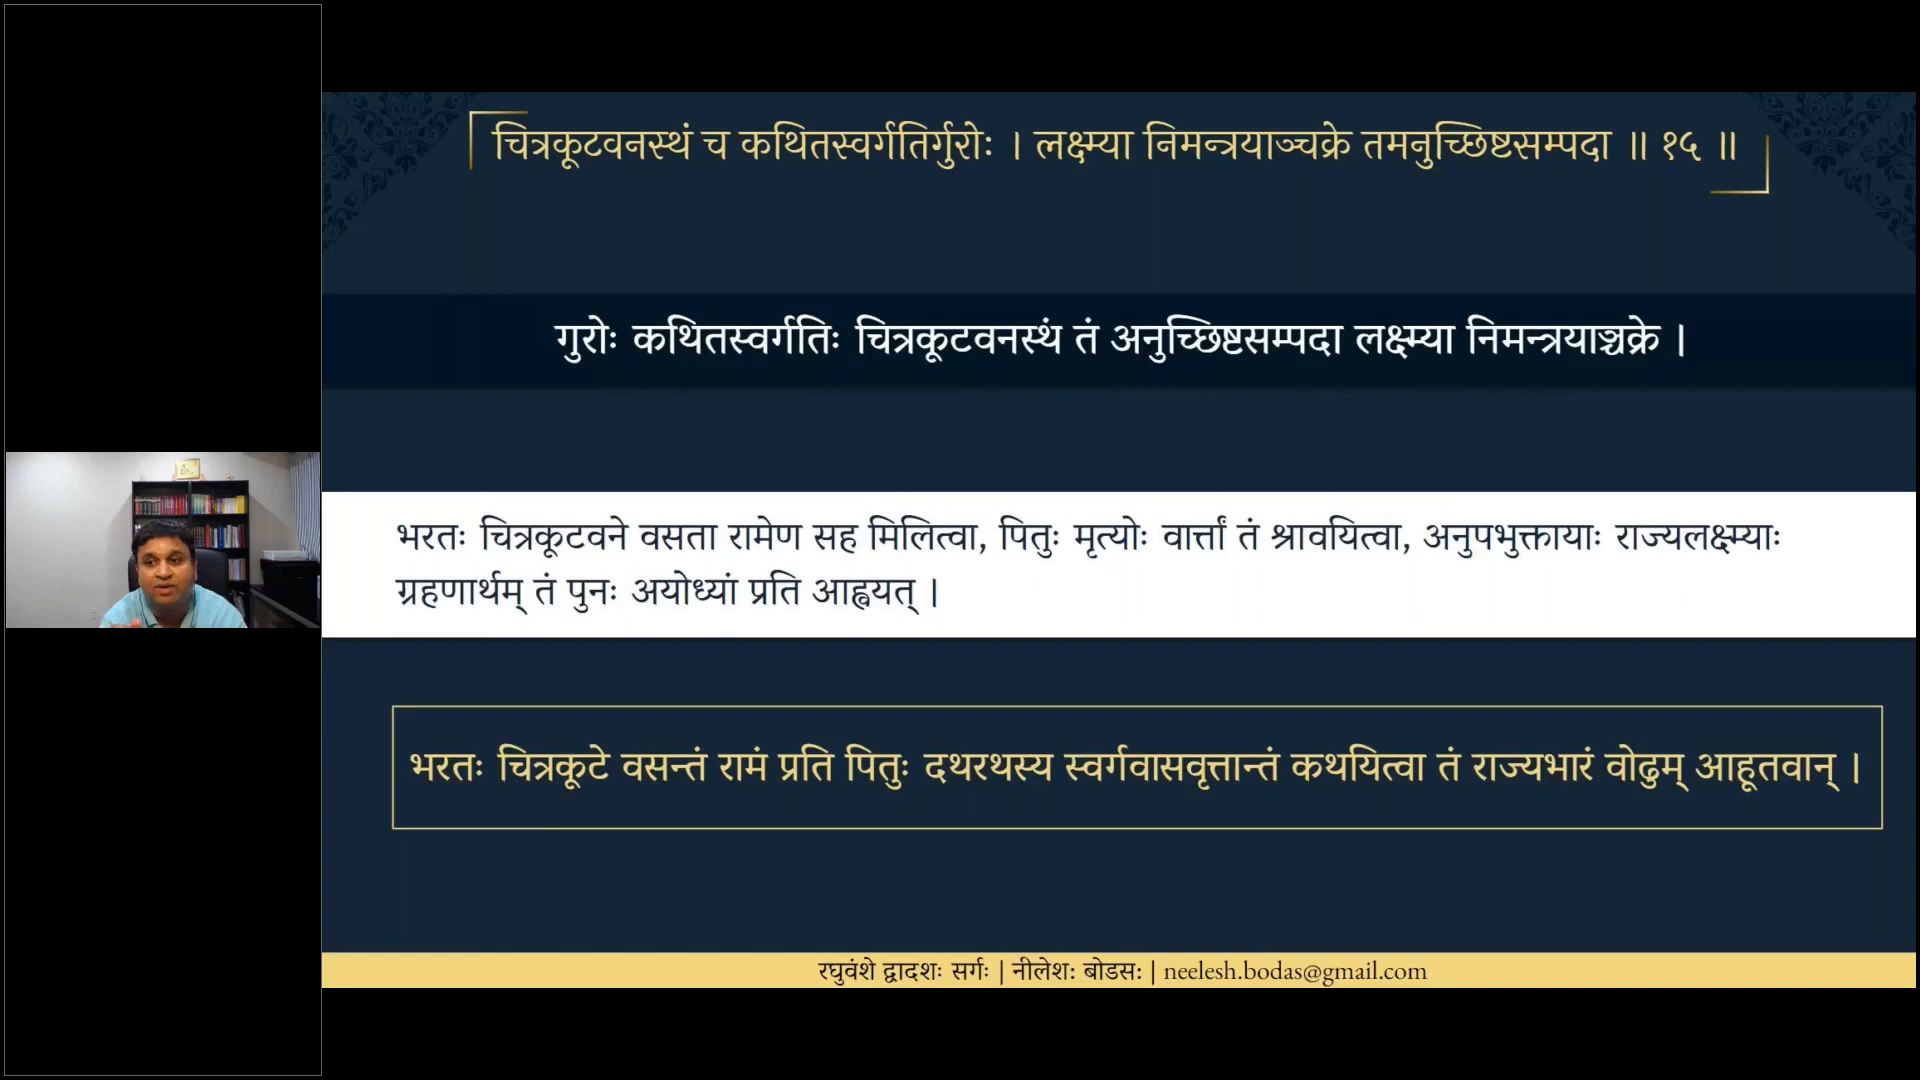 चित्रकूटवनस्थं च कथितस्वर्गतिर्गुरोः । लक्ष्म्या निमन्त्रयाञ्चक्रे तमनुच्छिष्टसम्पदा ॥ १५ ॥
गुरोः कथितस्वर्गतिः चित्रकूटवनस्थं तं अनुच्छिष्टसम्पदा लक्ष्म्या निमन्त्रयाञ्चक्रे ।
भरतः चित्रकूटवने वसता रामेण सह मिलित्वा, पितुः मृत्योः वार्त्तां तं श्रावयित्वा, अनुपभुक्तायाः राज्यलक्ष्म्याः
ग्रहणार्थम् तं पुनः अयोध्यां प्रति आह्वयत् ।
भरतः चित्रकूटे वसन्तं रामं प्रति पितुः दथरथस्य स्वर्गवासवृत्तान्तं कथयित्वा तं राज्यभारं वोढुम् आहूतवान् ।
रघुवंशे द्वादशः सर्गः | नीलेशः बोडसः | neelesh.bodas@gmail.com